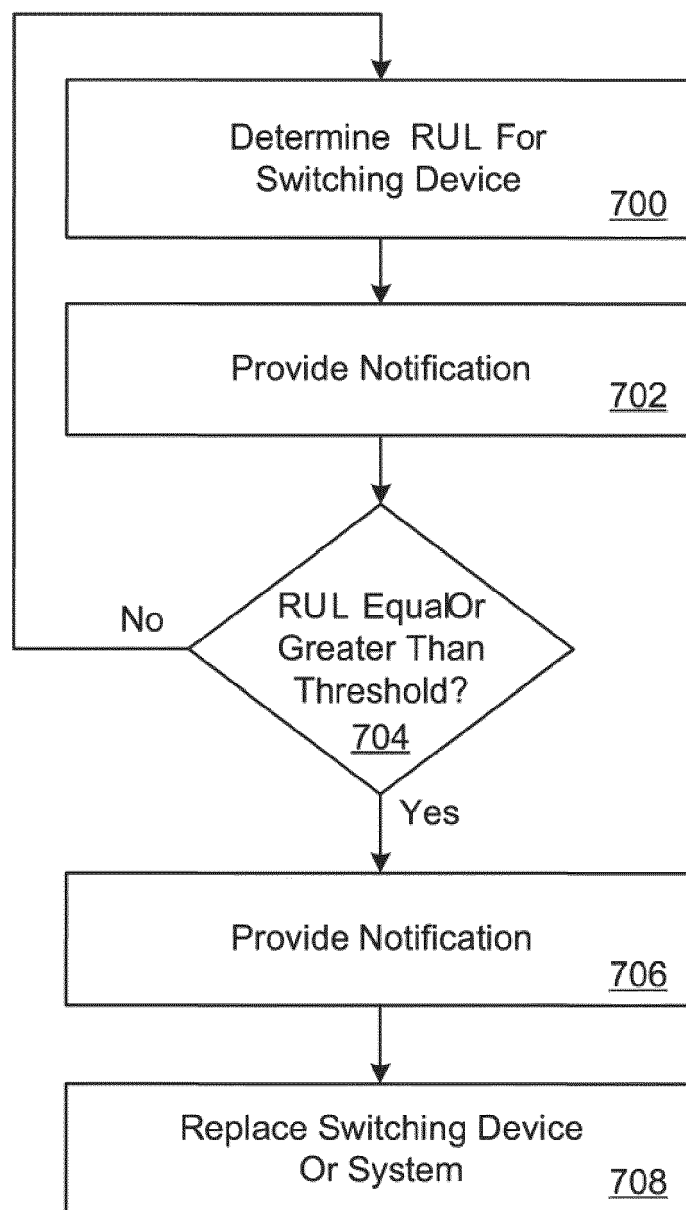 Determine RUL For
Switching Device
700
Provide Notification
702
No
RUL EqualOr
Greater Than
Threshold?
704
Yes
Provide Notification
706
Replace Switching Device
Or System
708